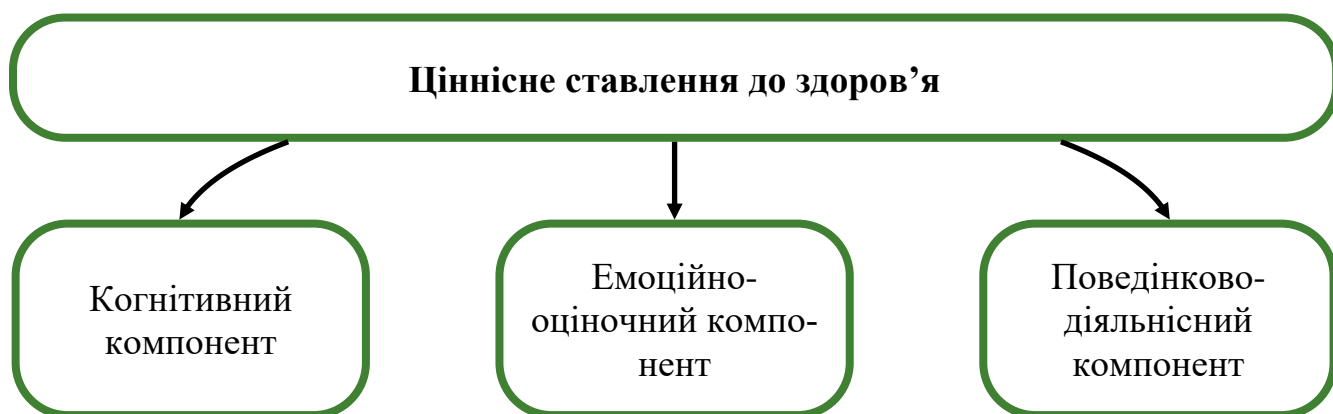 Ціннісне ставлення до здоров’я
Когнітивний
компонент
Емоційно-
оціночний компо-
нент
Поведінково-
діяльнісний
компонент